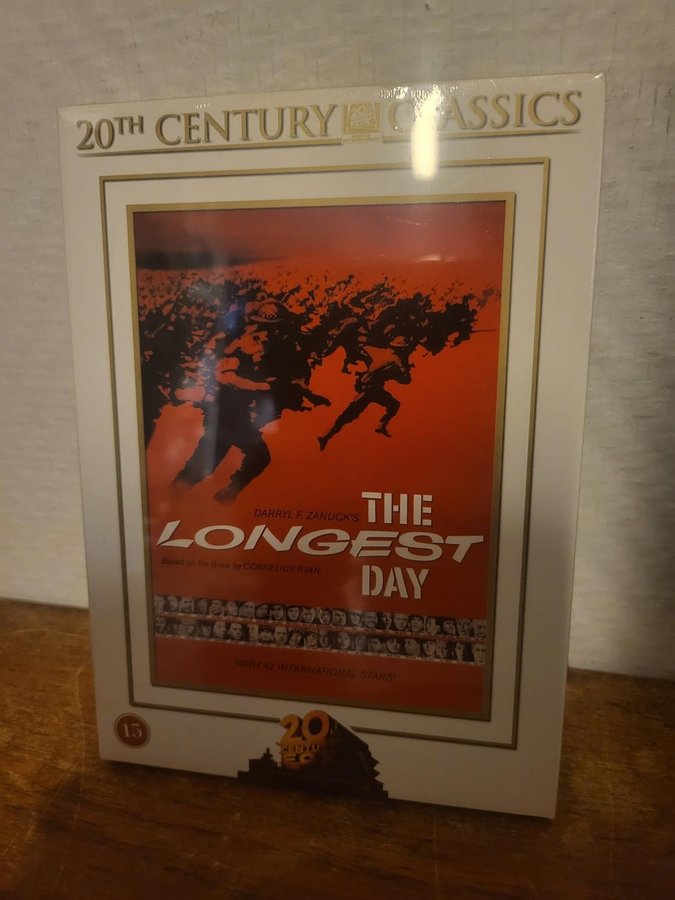 20TH CENTURY CLASSICS
DARRYL F. ZANUCK'S
THE
LONGEST
DAY
Based on the Book by CORNELIUS RYAN
WITH 42 INTERNATIONAL STARS!
15
20TH
CENTURY
FOX